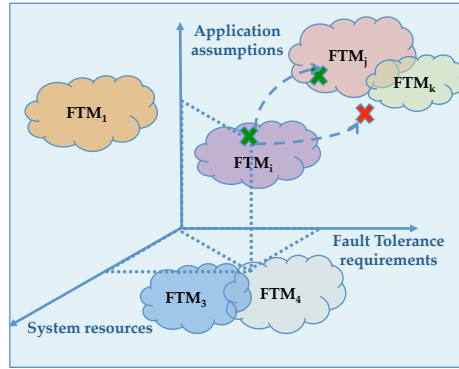 Application
assumptions
FTMj
FTMk
FTM1
FTMi
Fault Tolerance
requirements
FTM3
FTM4
System resources